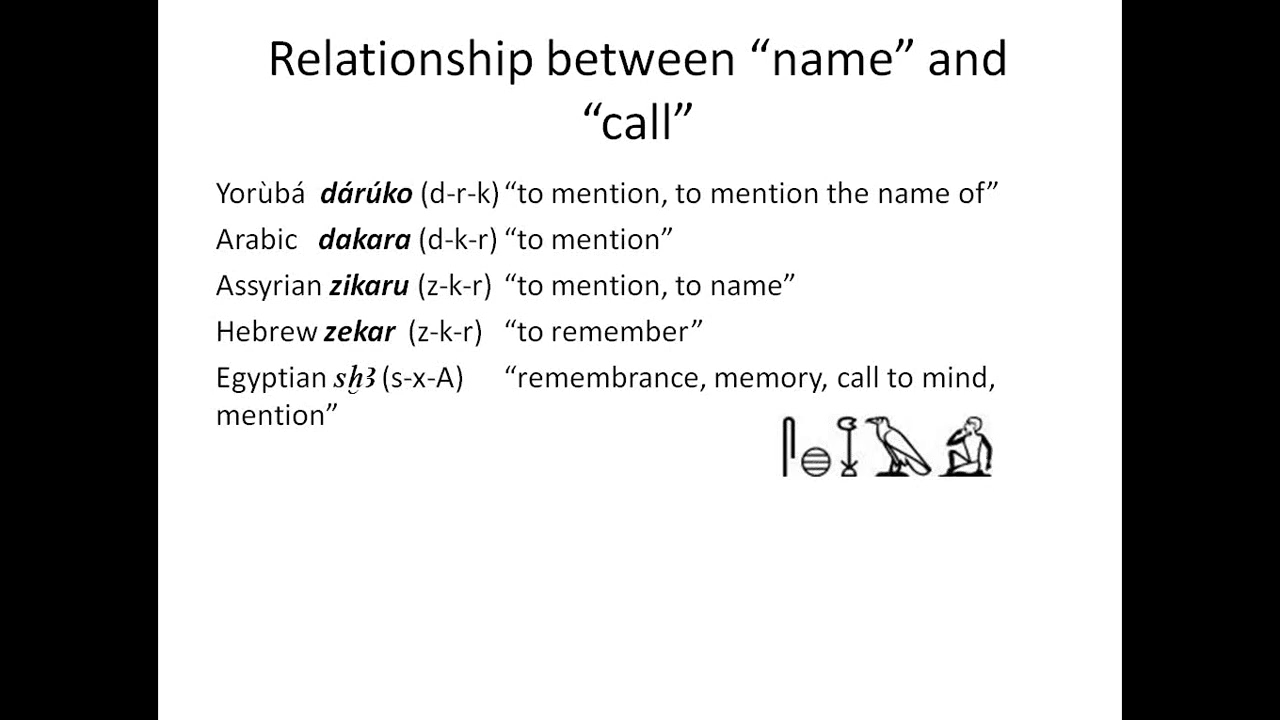 Relationship between “name” and
“call”
Yorùbá dárúko (d-r-k) “to mention, to mention the name of”
Arabic dakara (d-k-r) “to mention”
Assyrian zikaru (z-k-r) “to mention, to name”
Hebrew zekar (z-k-r) “to remember”
Egyptian sḫꜣ (s-x-A) “remembrance, memory, call to mind,
mention”